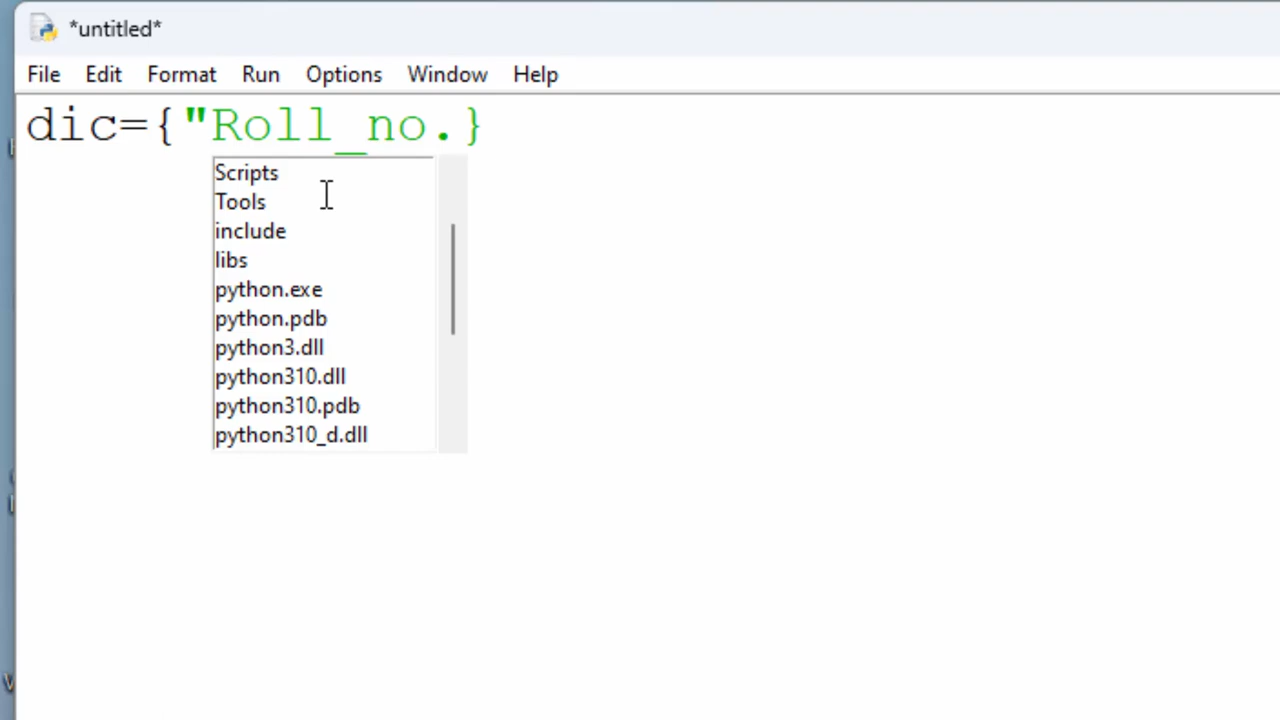 *untitled*
File Edit Format Run Options Window Help
dic={"Roll_no.}
Scripts
Tools
include
libs
python.exe
python.pdb
python3.dll
python310.dll
python310.pdb
python310_d.dll